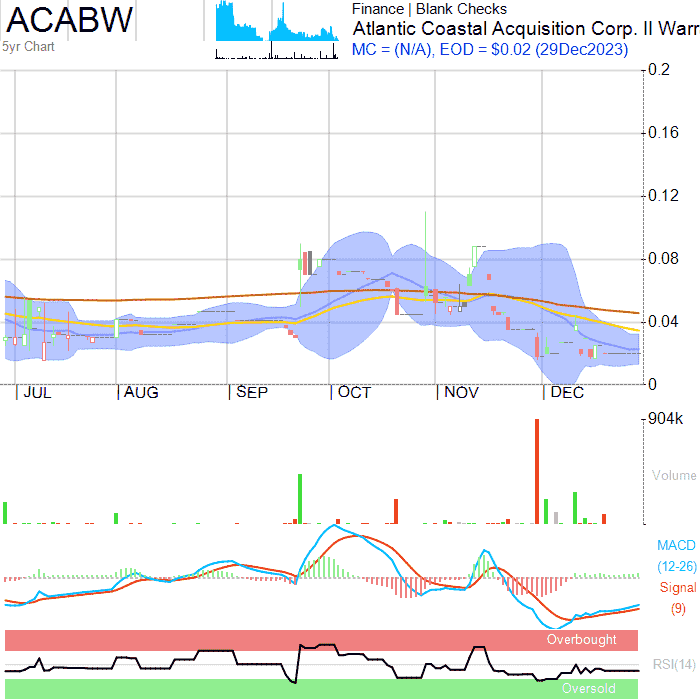 ACABW
5yr Chart
Finance | Blank Checks
Atlantic Coastal Acquisition Corp. II Warr
MC = (N/A), EOD = $0.02 (29Dec2023)
0.2
0.16
0.12
0.08
0.04
0
JUL AUG SEP OCT NOV DEC
904k
Volume
MACD
(12-26)
Signal
(9)
Overbought
RSI(14)
Oversold